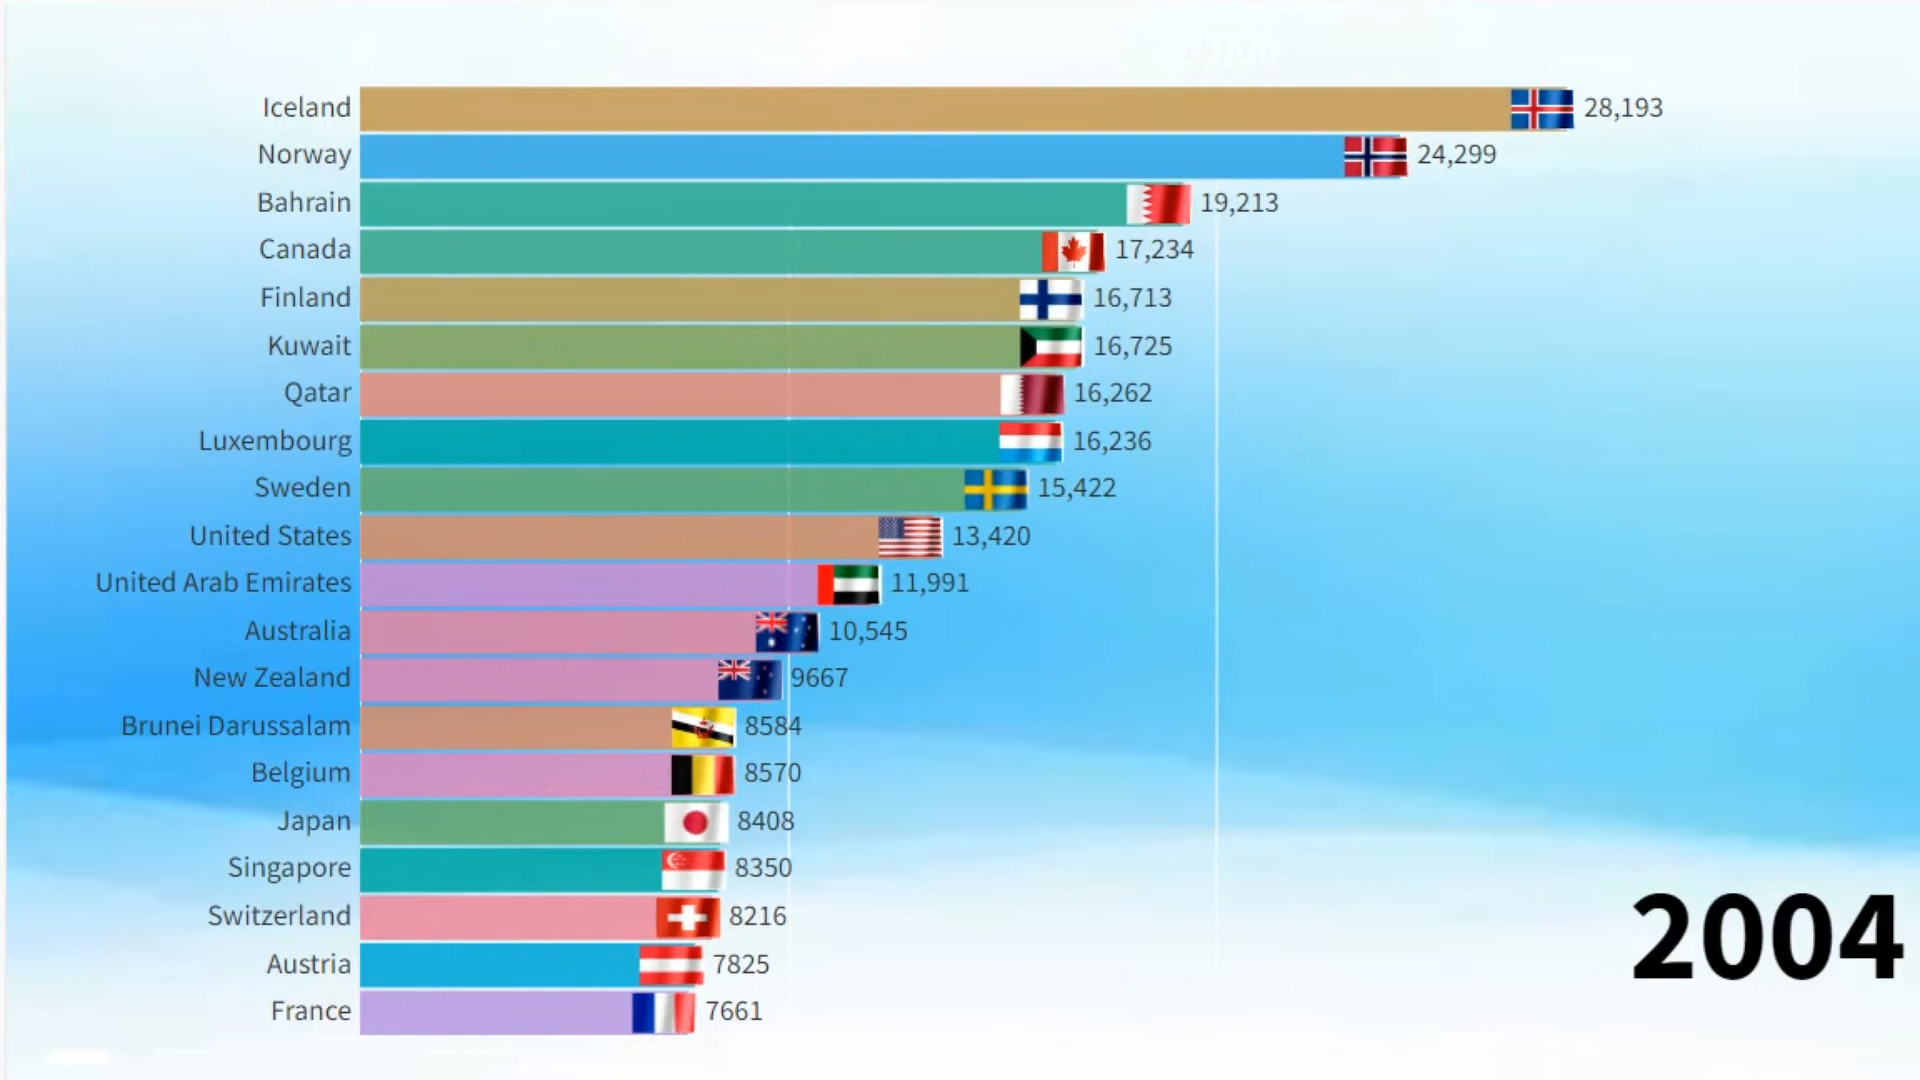 Iceland 28,193
Norway 24,299
Bahrain 19,213
Canada 17,234
Finland 16,713
Kuwait 16,725
Qatar 16,262
Luxembourg 16,236
Sweden 15,422
United States 13,420
United Arab Emirates 11,991
Australia 10,545
New Zealand 9667
Brunei Darussalam 8584
Belgium 8570
Japan 8408
Singapore 8350
Switzerland 8216
Austria 7825
France 7661
2004